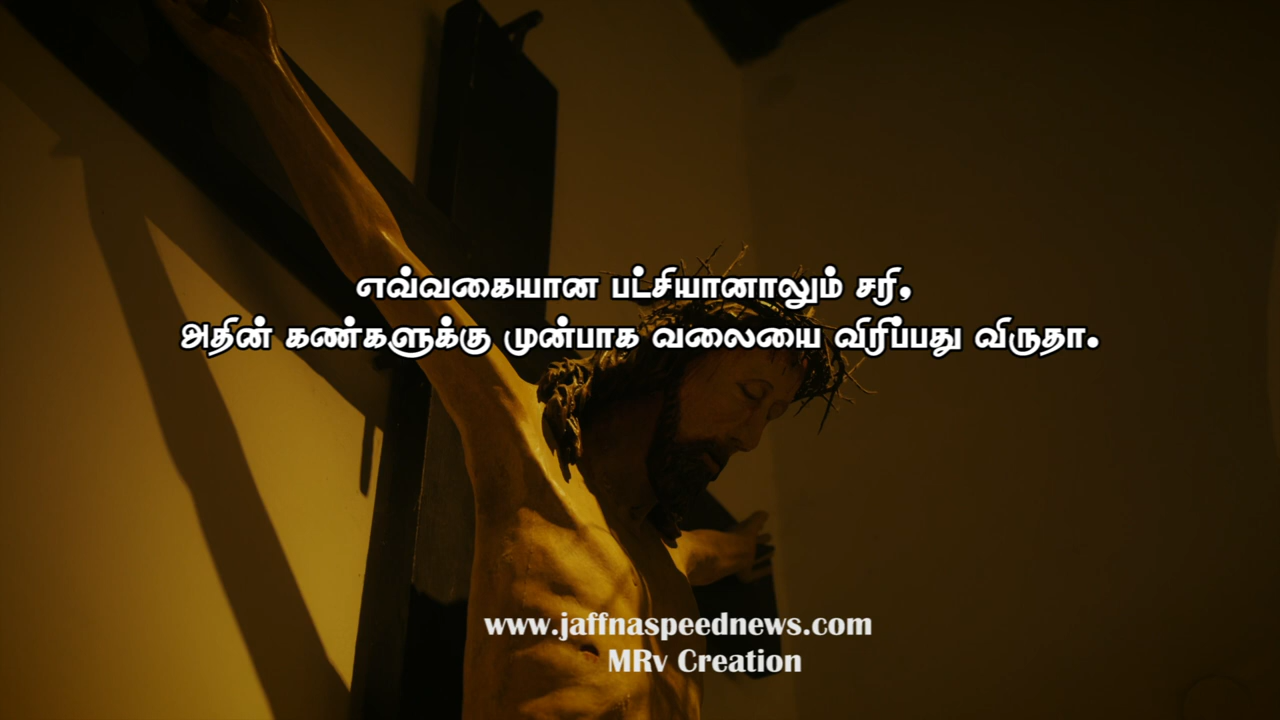 எவ்வகையான பட்சியானாலும் சரி,
அதின் கண்களுக்கு முன்பாக வலையை விரிப்பது விருதா.
www.jaffnaspeednews.com
MRv Creation